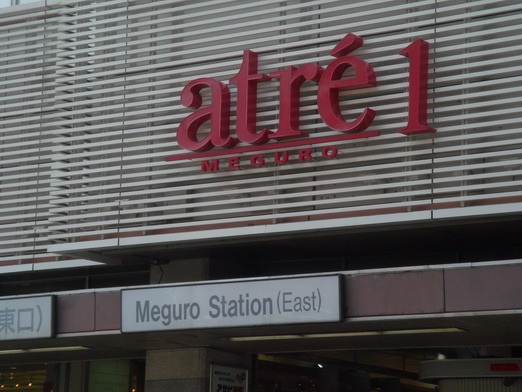 atré 1
MEGURO
東口)
Meguro Station (East)